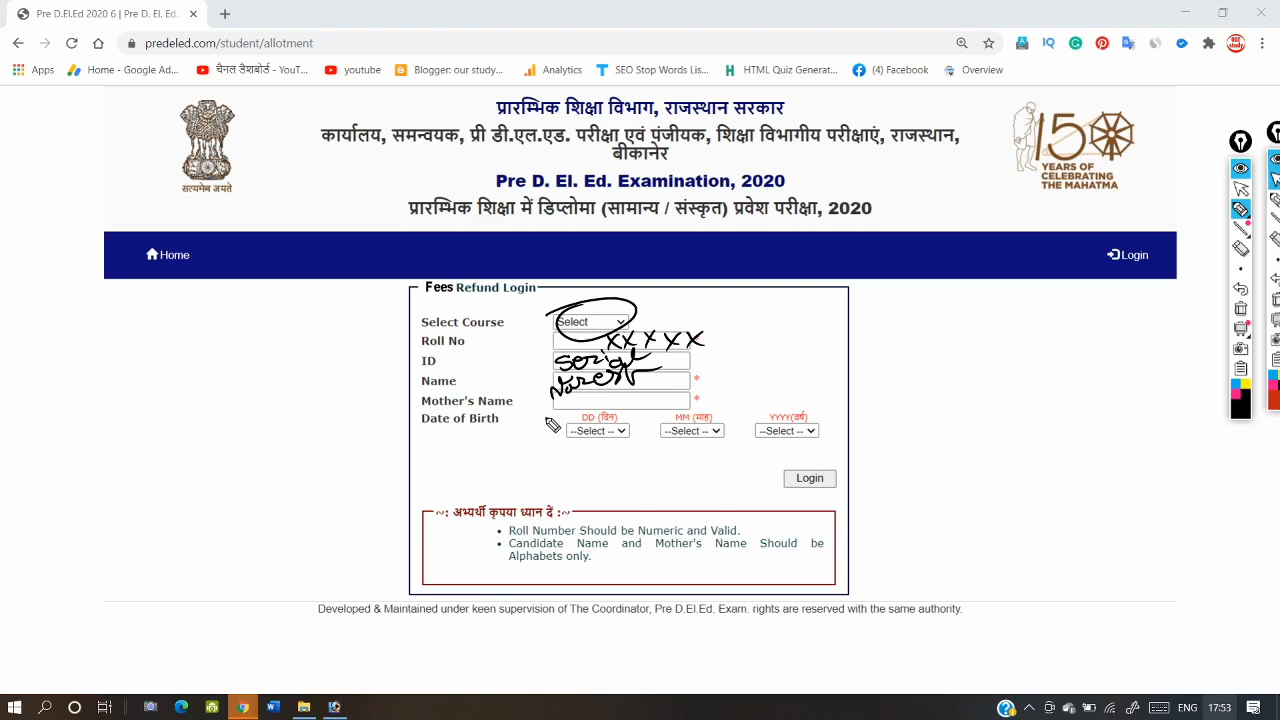 Pre D.El.Ed 2020 6 | Pre D. El. Ed.
predeled.com/student/allotment
Apps
Home - Google Ad...
चैनल डैशबोर्ड - YouT...
youtube
Blogger: our study...
Analytics
SEO Stop Words Lis...
HTML Quiz Generat...
(4) Facebook
Overview
प्रारम्भिक शिक्षा विभाग, राजस्थान सरकार
कार्यालय, समन्वयक, प्री डी.एल.एड. परीक्षा एवं पंजीयक, शिक्षा विभागीय परीक्षाएं, राजस्थान,
बीकानेर
Pre D. El. Ed. Examination, 2020
प्रारम्भिक शिक्षा में डिप्लोमा (सामान्य / संस्कृत) प्रवेश परीक्षा, 2020
सत्यमेव जयते
150
YEARS OF
CELEBRATING
THE MAHATMA
Home
Login
Fees Refund Login
Select Course
Select
Roll No
X X X X X
ID
Name
*
Mother's Name
*
Date of Birth
DD (दिन)
MM (माह)
YYYY(वर्ष)
--Select --
--Select --
--Select --
Login
~: अभ्यर्थी कृपया ध्यान दें :~
• Roll Number Should be Numeric and Valid.
• Candidate Name and Mother's Name Should be
Alphabets only.
Developed & Maintained under keen supervision of The Coordinator, Pre D.El.Ed. Exam. rights are reserved with the same authority.
ENG
17:53